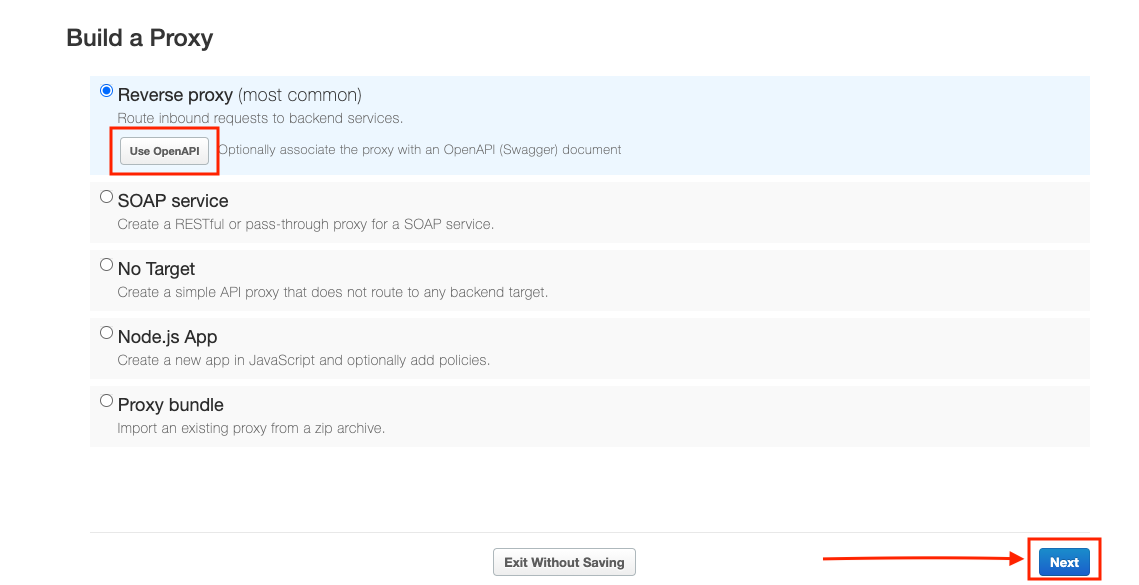 Build a Proxy
Reverse proxy (most common)
Route inbound requests to backend services.
Use OpenAPI Optionally associate the proxy with an OpenAPI (Swagger) document
SOAP service
Create a RESTful or pass-through proxy for a SOAP service.
No Target
Create a simple API proxy that does not route to any backend target.
Node.js App
Create a new app in JavaScript and optionally add policies.
Proxy bundle
Import an existing proxy from a zip archive.
Exit Without Saving Next